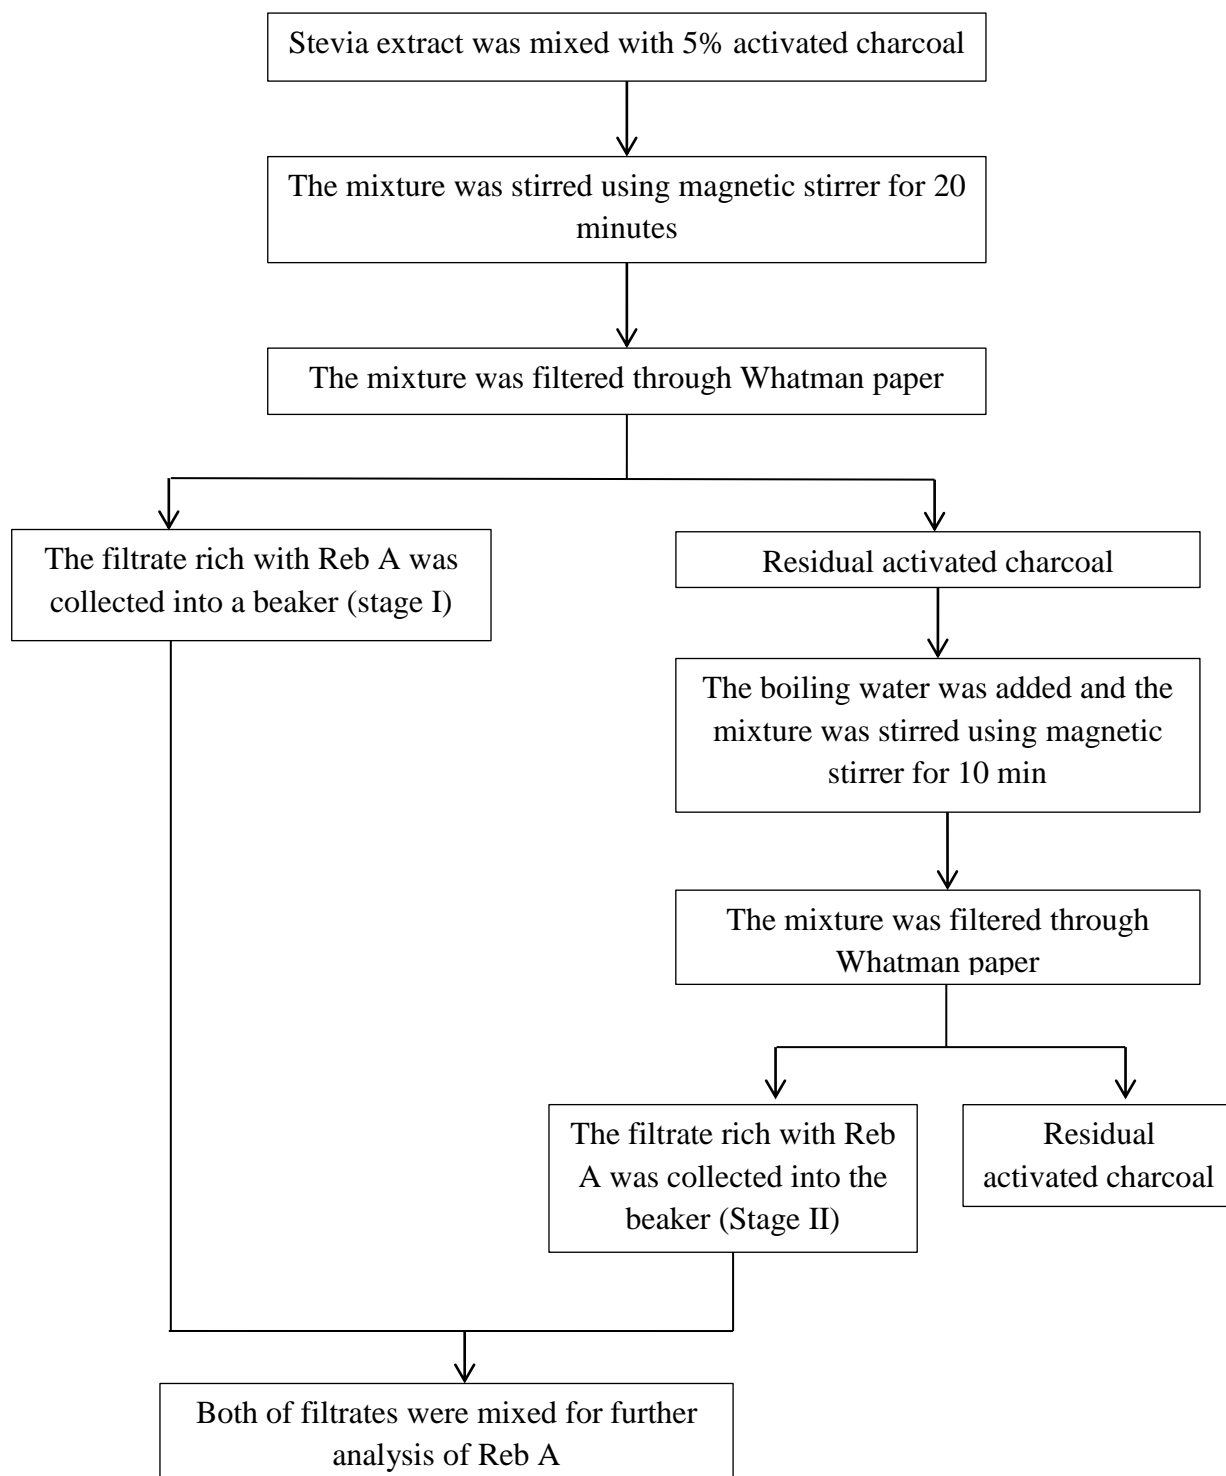 Stevia extract was mixed with 5% activated charcoal
The mixture was stirred using magnetic stirrer for 20
minutes
The mixture was filtered through Whatman paper
The filtrate rich with Reb A was
collected into a beaker (stage I)
Residual activated charcoal
The boiling water was added and the
mixture was stirred using magnetic
stirrer for 10 min
The mixture was filtered through
Whatman paper
The filtrate rich with Reb
A was collected into the
beaker (Stage II)
Residual
activated charcoal
Both of filtrates were mixed for further
analysis of Reb A